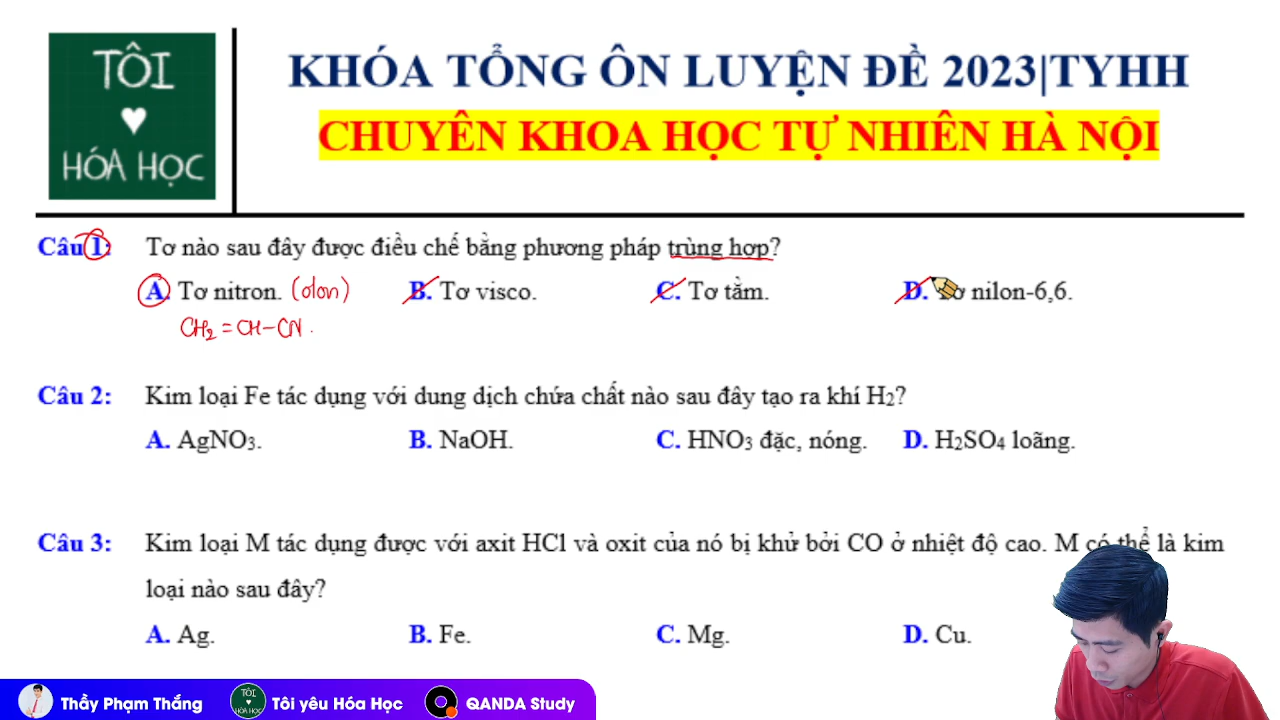 TÔI
♥
HÓA HỌC
KHÓA TỔNG ÔN LUYỆN ĐỀ 2023|TYHH
CHUYÊN KHOA HỌC TỰ NHIÊN HÀ NỘI
Câu 1: Tơ nào sau đây được điều chế bằng phương pháp trùng hợp?
A. Tơ nitron. (olon) B. Tơ visco. C. Tơ tằm. D. Tơ nilon-6,6.
CH₂ = CH – CN.
Câu 2: Kim loại Fe tác dụng với dung dịch chứa chất nào sau đây tạo ra khí H₂?
A. AgNO₃. B. NaOH. C. HNO₃ đặc, nóng. D. H₂SO₄ loãng.
Câu 3: Kim loại M tác dụng được với axit HCl và oxit của nó bị khử bởi CO ở nhiệt độ cao. M có thể là kim
loại nào sau đây?
A. Ag. B. Fe. C. Mg. D. Cu.
Thầy Phạm Thắng TÔI ♥ HÓA HỌC Tôi yêu Hóa Học QANDA Study